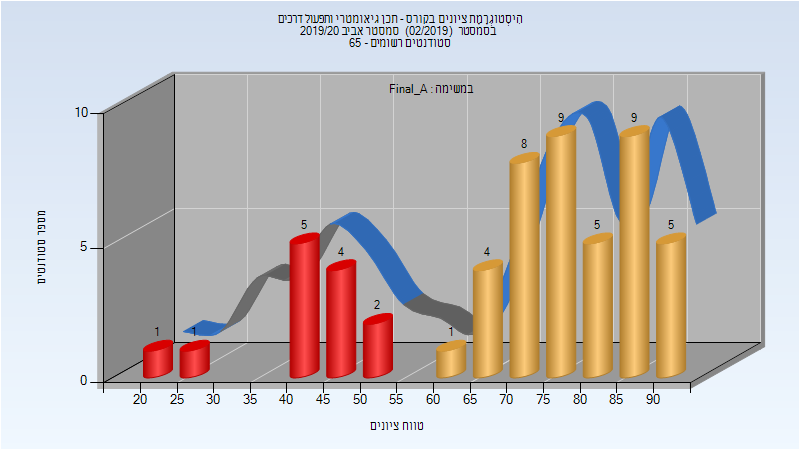 היסטוגרמת ציונים בקורס - תכן גיאומטרי ותפעול דרכים
בסמסטר (02/2019) סמסטר אביב 2019/20
סטודנטים רשומים - 65
במשימה : Final_A
מספר סטודנטים
10
5
0
1
1
5
4
2
1
4
8
9
5
9
5
20 25 30 35 40 45 50 55 60 65 70 75 80 85 90
טווח ציונים